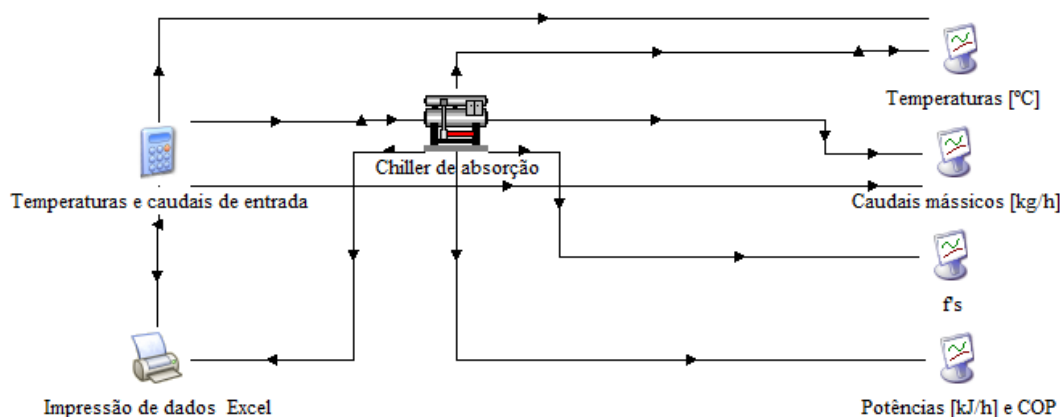 Temperaturas [ºC]
Chiller de absorção
Temperaturas e caudais de entrada
Caudais mássicos [kg/h]
f's
Impressão de dados Excel
Potências [kJ/h] e COP